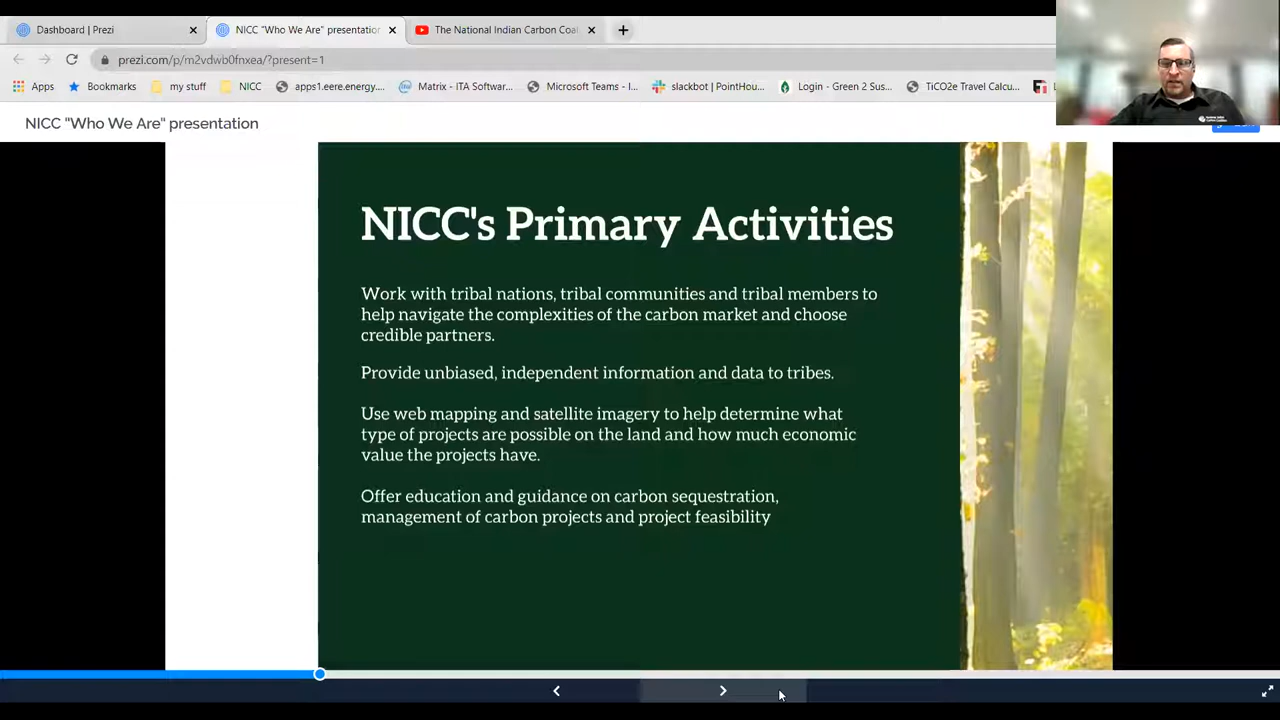 Dashboard | Prezi
NICC "Who We Are" presentation
The National Indian Carbon Coal
prezi.com/p/m2vdwb0fnxea/?present=1
Apps
Bookmarks
my stuff
NICC
apps1.eere.energy....
Matrix - ITA Softwar...
Microsoft Teams - I...
slackbot | PointHou...
Login - Green 2 Sus...
TiCO2e Travel Calcu...
NICC "Who We Are" presentation
NICC's Primary Activities
Work with tribal nations, tribal communities and tribal members to
help navigate the complexities of the carbon market and choose
credible partners.
Provide unbiased, independent information and data to tribes.
Use web mapping and satellite imagery to help determine what
type of projects are possible on the land and how much economic
value the projects have.
Offer education and guidance on carbon sequestration,
management of carbon projects and project feasibility